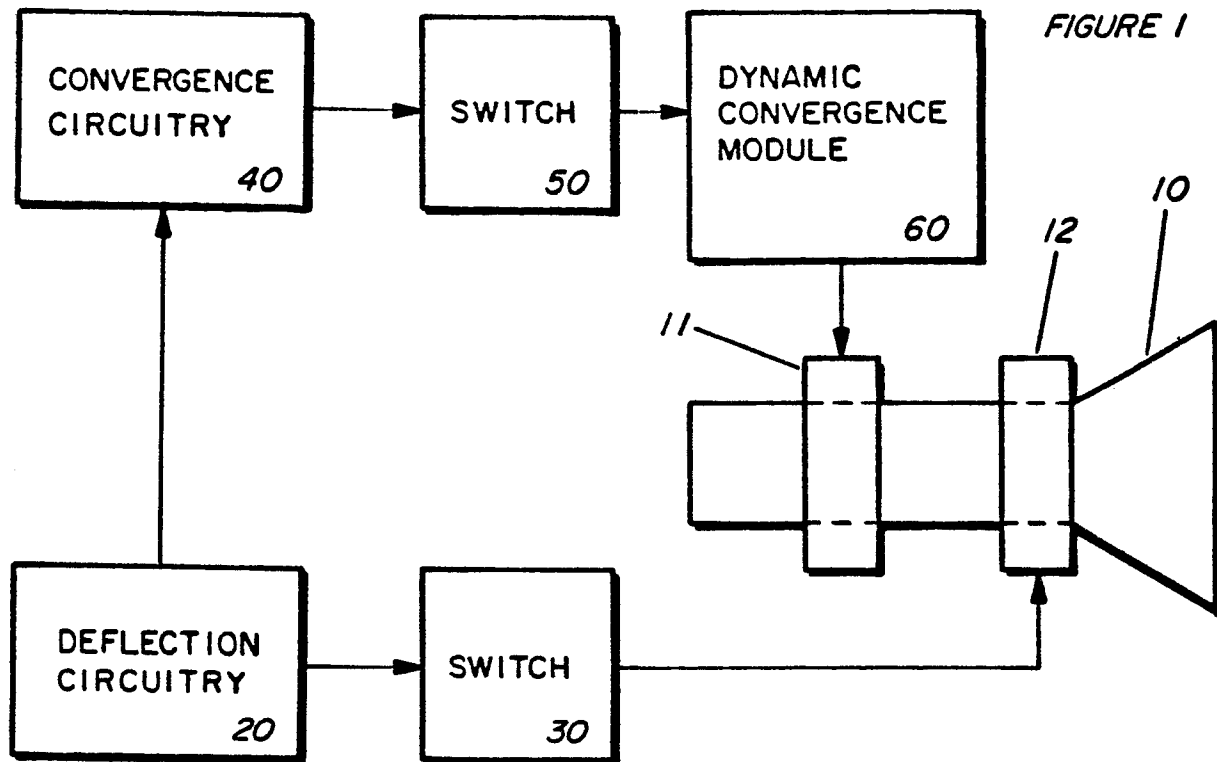 FIGURE 1
CONVERGENCE
CIRCUITRY
40
SWITCH
50
DYNAMIC
CONVERGENCE
MODULE
60
11
12
10
DEFLECTION
CIRCUITRY
20
SWITCH
30